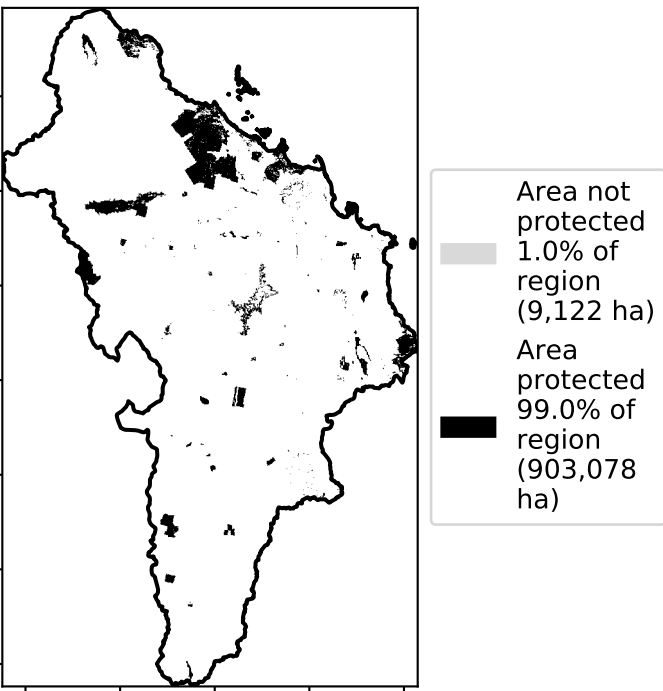 Area not
protected
1.0% of
region
(9,122 ha)
Area
protected
99.0% of
region
(903,078
ha)